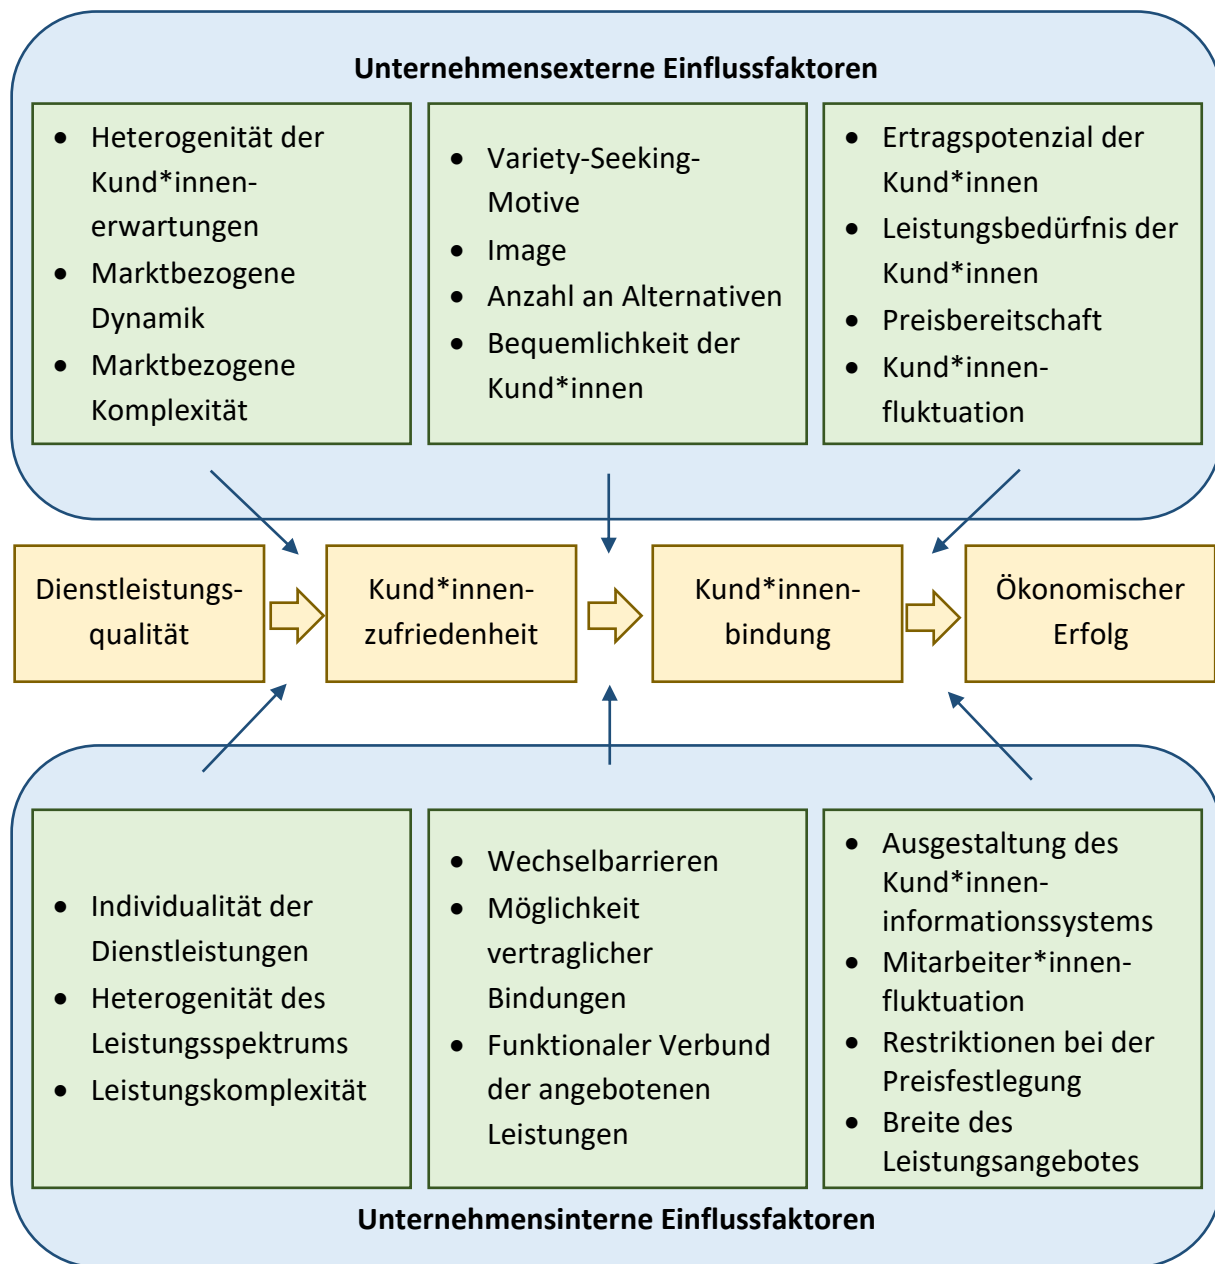 Unternehmensexterne Einflussfaktoren
• Heterogenität der
Kund*innen-
erwartungen
• Marktbezogene
Dynamik
• Marktbezogene
Komplexität
• Variety-Seeking-
Motive
• Image
• Anzahl an Alternativen
• Bequemlichkeit der
Kund*innen
• Ertragspotenzial der
Kund*innen
• Leistungsbedürfnis der
Kund*innen
• Preisbereitschaft
• Kund*innen-
fluktuation
Dienstleistungs-
qualität
Kund*innen-
zufriedenheit
Kund*innen-
bindung
Ökonomischer
Erfolg
• Individualität der
Dienstleistungen
• Heterogenität des
Leistungsspektrums
• Leistungskomplexität
• Wechselbarrieren
• Möglichkeit
vertraglicher
Bindungen
• Funktionaler Verbund
der angebotenen
Leistungen
• Ausgestaltung des
Kund*innen-
informationssystems
• Mitarbeiter*innen-
fluktuation
• Restriktionen bei der
Preisfestlegung
• Breite des
Leistungsangebotes
Unternehmensinterne Einflussfaktoren